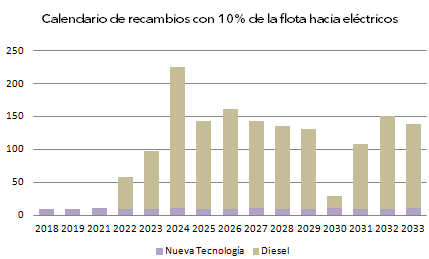 Calendario de recambios con 10% de la flota hacia eléctricos
250
200
150
100
50
0
2018 2019 2021 2022 2023 2024 2025 2026 2027 2028 2029 2030 2031 2032 2033
Nueva Tecnología Diesel